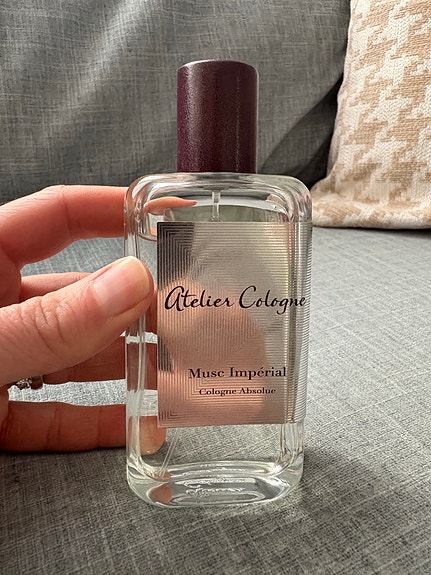 Atelier Cologne
Musc Impérial
Cologne Absolue